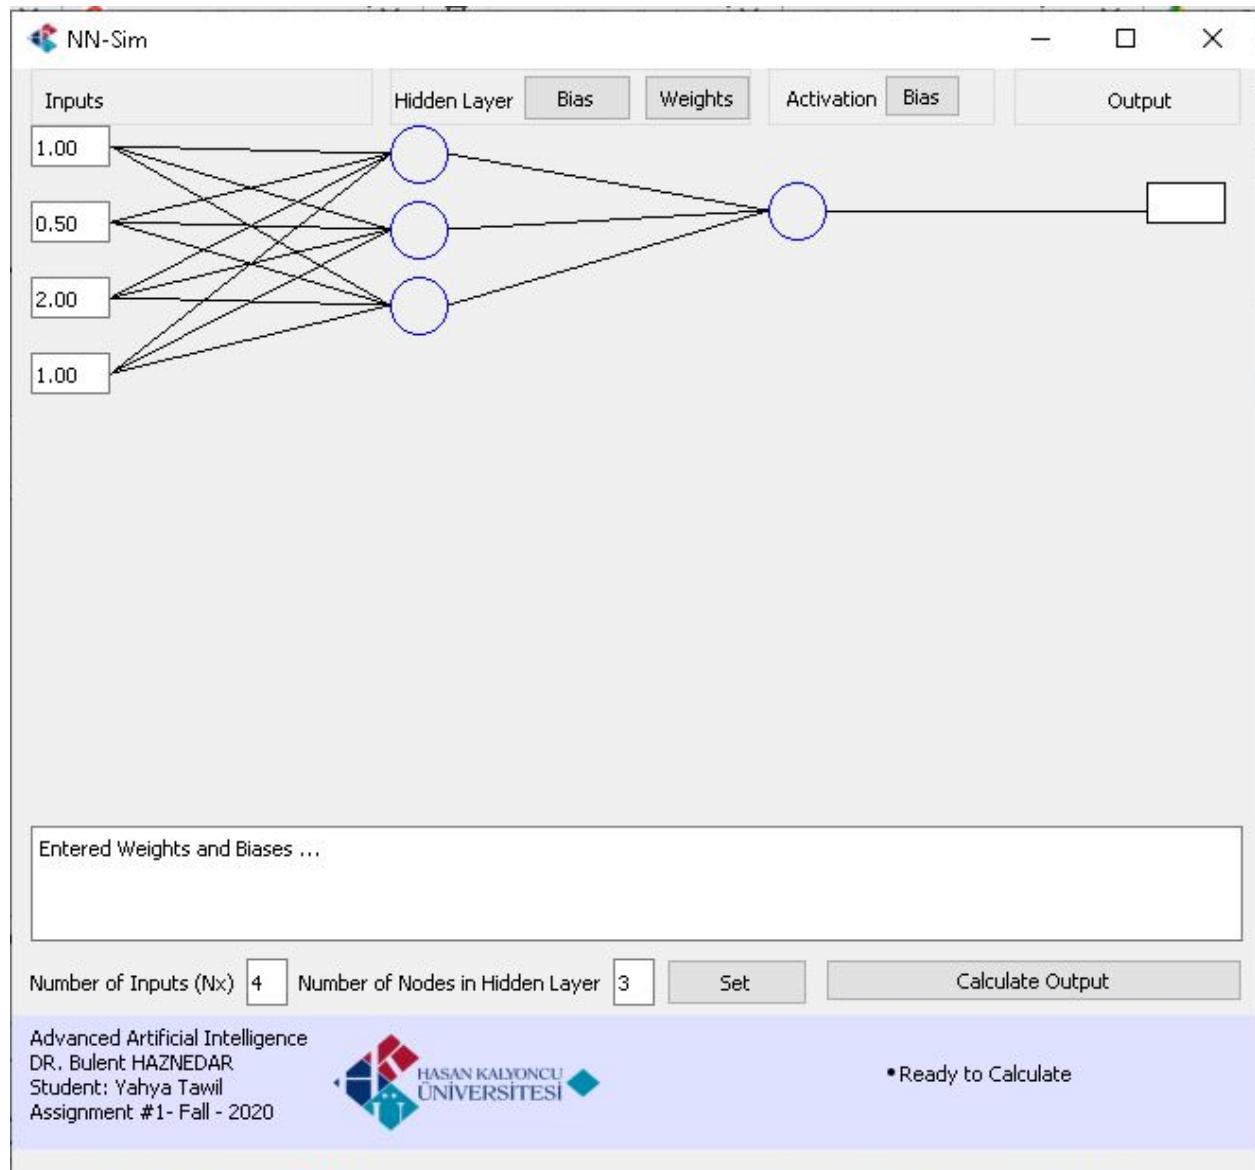 NN-Sim
Inputs
Hidden Layer Bias Weights
Activation Bias
Output
1.00
0.50
2.00
1.00
Entered Weights and Biases ...
Number of Inputs (Nx) 4 Number of Nodes in Hidden Layer 3 Set Calculate Output
Advanced Artificial Intelligence
DR. Bulent HAZNEDAR
Student: Yahya Tawil
Assignment #1- Fall - 2020
HASAN KALYONCU
ÜNİVERSİTESİ
•Ready to Calculate